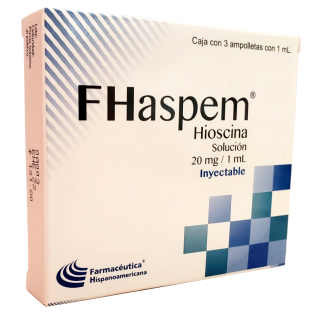 Caja con 3 ampolletas con 1 mL
FHaspem®
Hioscina
Solución
20 mg / 1 mL
Inyectable
Farmacéutica®
Hispanoamericana